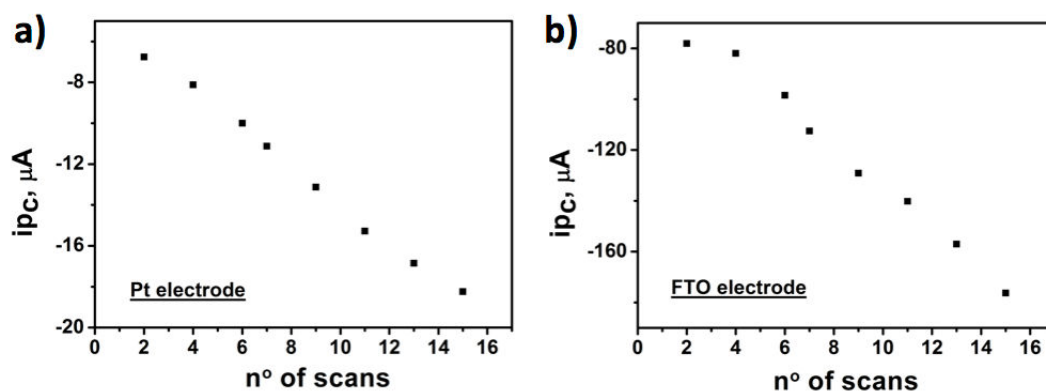 a)
ipc, µA
-8
-12
-16
-20
0 2 4 6 8 10 12 14 16
nº of scans
Pt electrode
b)
ipc, µA
-80
-120
-160
0 2 4 6 8 10 12 14 16
nº of scans
FTO electrode